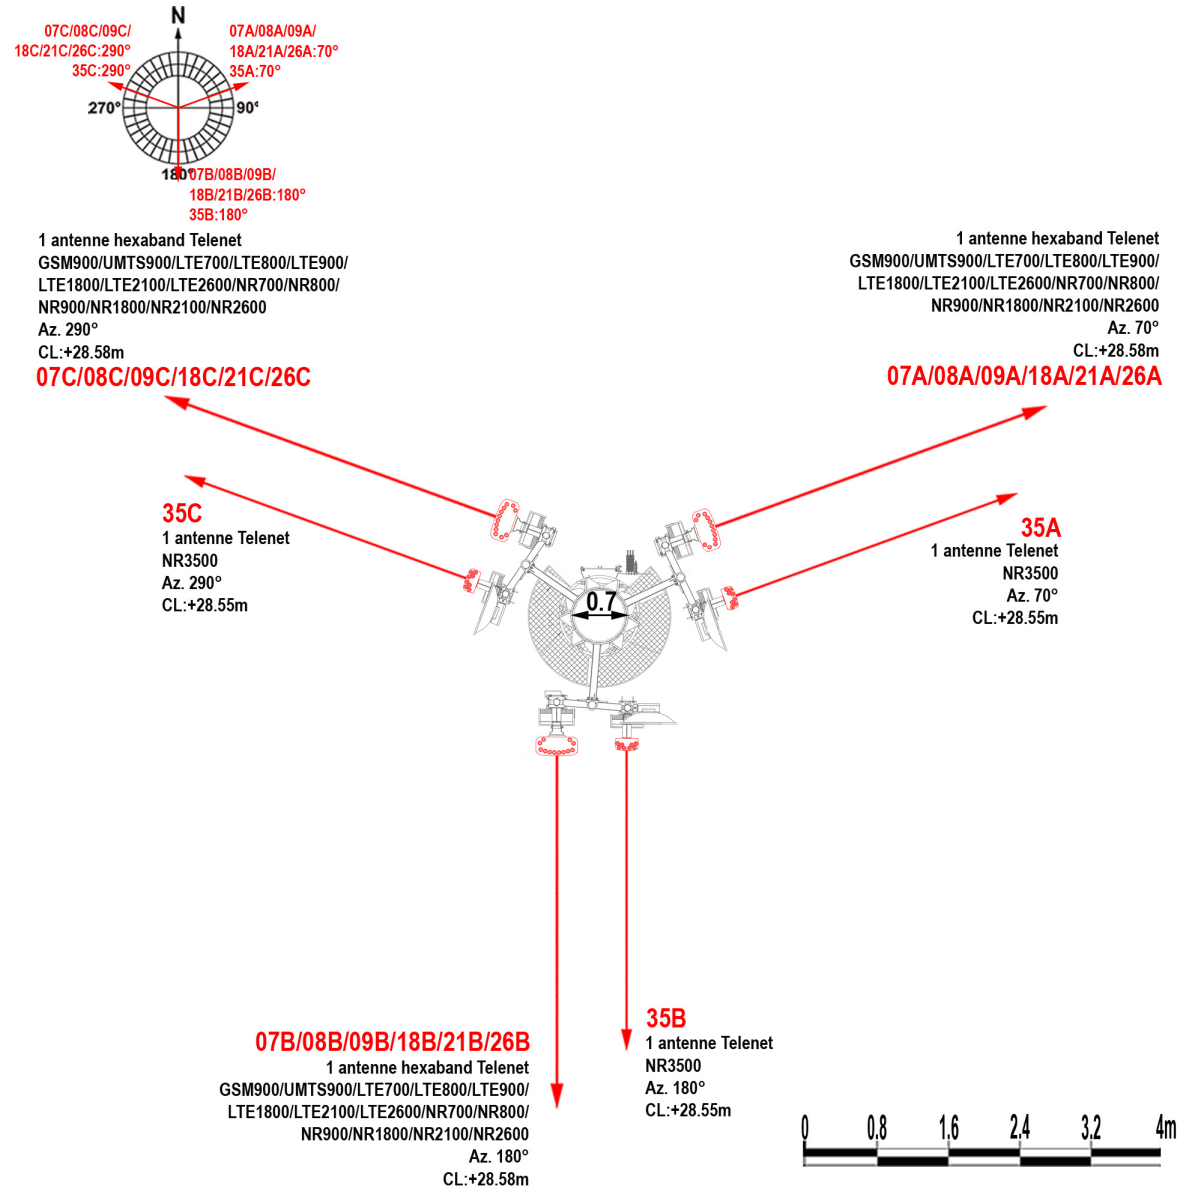 N
07C/08C/09C/
18C/21C/26C:290°
35C:290°
07A/08A/09A/
18A/21A/26A:70°
35A:70°
270°
90°
180°
07B/08B/09B/
18B/21B/26B:180°
35B:180°
1 antenne hexaband Telenet
GSM900/UMTS900/LTE700/LTE800/LTE900/
LTE1800/LTE2100/LTE2600/NR700/NR800/
NR900/NR1800/NR2100/NR2600
Az. 290°
CL:+28.58m
07C/08C/09C/18C/21C/26C
1 antenne hexaband Telenet
GSM900/UMTS900/LTE700/LTE800/LTE900/
LTE1800/LTE2100/LTE2600/NR700/NR800/
NR900/NR1800/NR2100/NR2600
Az. 70°
CL:+28.58m
07A/08A/09A/18A/21A/26A
35C
1 antenne Telenet
NR3500
Az. 290°
CL:+28.55m
35A
1 antenne Telenet
NR3500
Az. 70°
CL:+28.55m
0.7
07B/08B/09B/18B/21B/26B
1 antenne hexaband Telenet
GSM900/UMTS900/LTE700/LTE800/LTE900/
LTE1800/LTE2100/LTE2600/NR700/NR800/
NR900/NR1800/NR2100/NR2600
Az. 180°
CL:+28.58m
35B
1 antenne Telenet
NR3500
Az. 180°
CL:+28.55m
0 0.8 1.6 2.4 3.2 4m